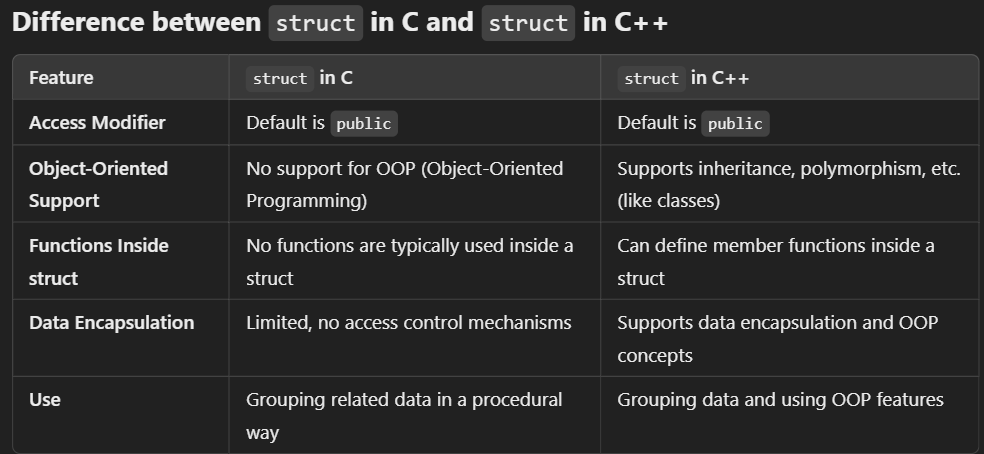 Difference between struct in C and struct in C++
Feature
struct in C
struct in C++
Access Modifier
Default is public
Default is public
Object-Oriented
Support
No support for OOP (Object-Oriented
Programming)
Supports inheritance, polymorphism, etc.
(like classes)
Functions Inside
struct
No functions are typically used inside a
struct
Can define member functions inside a
struct
Data Encapsulation
Limited, no access control mechanisms
Supports data encapsulation and OOP
concepts
Use
Grouping related data in a procedural
way
Grouping data and using OOP features